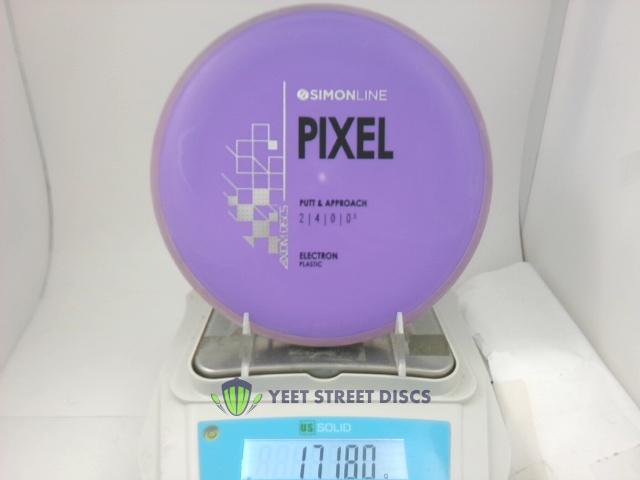 SIMONLINE
PIXEL
PUTT & APPROACH
2 | 4 | 0 | 0.5
ELECTRON
PLASTIC
AXIOM DISCS
YEET STREET DISCS
US SOLID
171.80 g